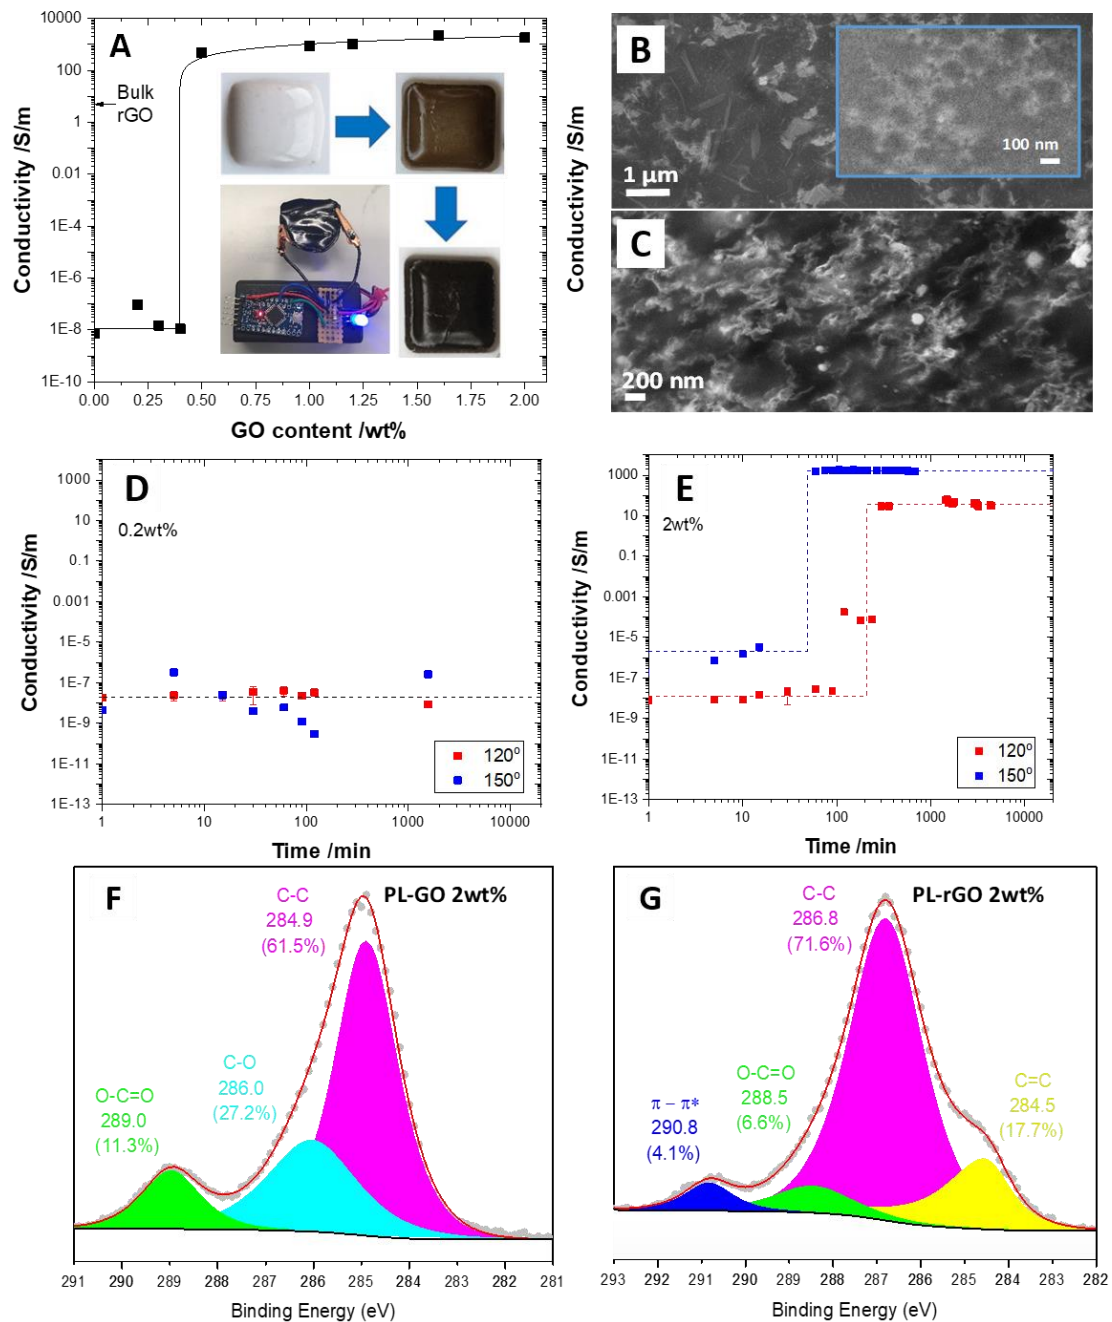 A
10000
100
1
0.01
1E-4
1E-6
1E-8
1E-10
Conductivity /S/m
Bulk
rGO
0.00 0.25 0.50 0.75 1.00 1.25 1.50 1.75 2.00
GO content /wt%
B
1 µm
100 nm
C
200 nm
Conductivity /S/m
D
0.2wt%
1000
10
0.1
0.001
1E-5
1E-7
1E-9
1E-11
1E-13
Conductivity /S/m
120º
150º
1 10 100 1000 10000
Time /min
E
2wt%
1000
10
0.1
0.001
1E-5
1E-7
1E-9
1E-11
1E-13
Conductivity /S/m
120º
150º
1 10 100 1000 10000
Time /min
F
PL-GO 2wt%
C-C
284.9
(61.5%)
C-O
286.0
(27.2%)
O-C=O
289.0
(11.3%)
291 290 289 288 287 286 285 284 283 282 281
Binding Energy (eV)
G
PL-rGO 2wt%
C-C
286.8
(71.6%)
O-C=O
288.5
(6.6%)
π – π*
290.8
(4.1%)
C=C
284.5
(17.7%)
293 292 291 290 289 288 287 286 285 284 283 282
Binding Energy (eV)